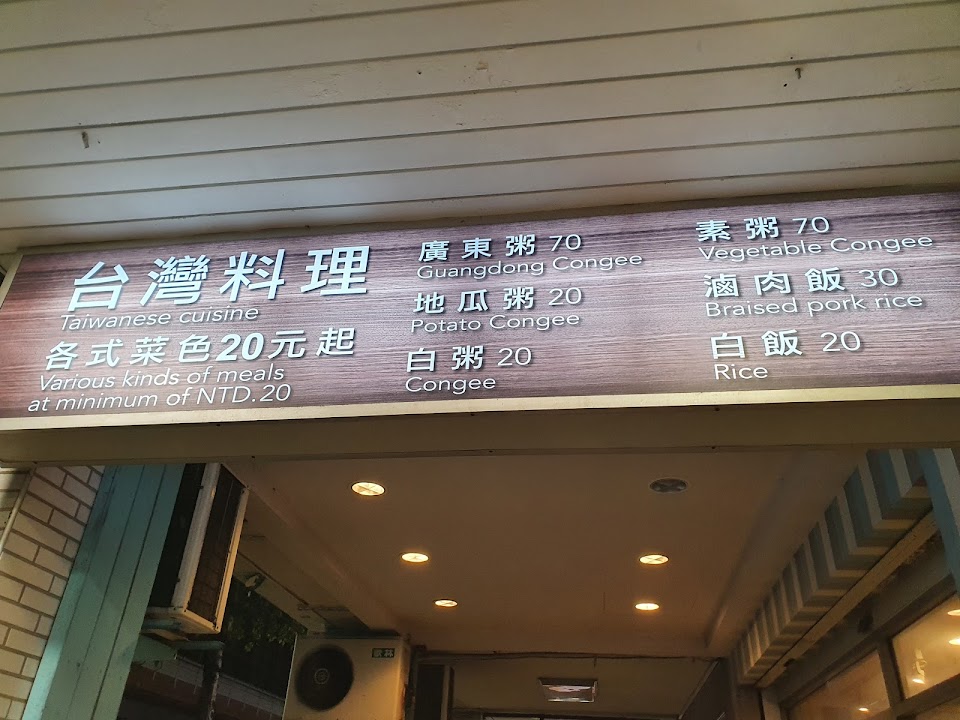 台灣料理
Taiwanese cuisine
各式菜色20元起
Various kinds of meals
at minimum of NTD.20
廣東粥 70
Guangdong Congee
地瓜粥 20
Potato Congee
白粥 20
Congee
素粥 70
Vegetable Congee
滷肉飯 30
Braised pork rice
白飯 20
Rice